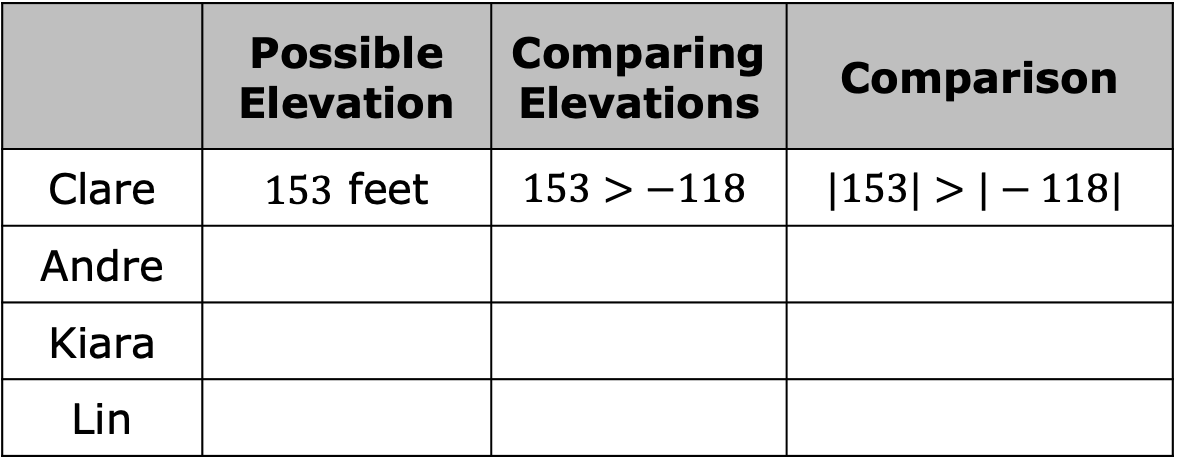 Possible Elevation
Comparing Elevations
Comparison
Clare 153 feet 153 > −118 |153| > | − 118|
Andre
Kiara
Lin